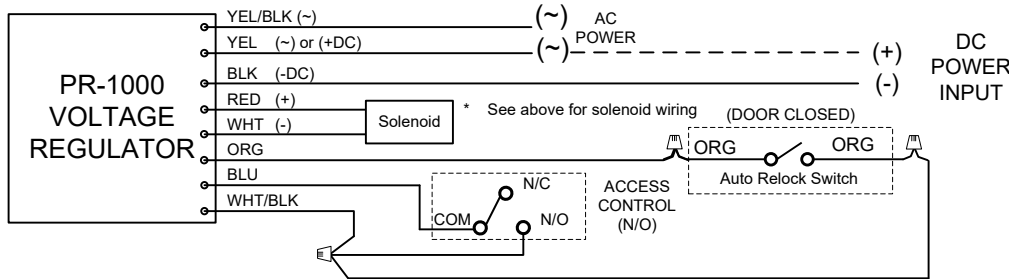 PR-1000
VOLTAGE
REGULATOR
YEL/BLK (~)
YEL (~) or (+DC)
BLK (-DC)
RED (+)
WHT (-)
ORG
BLU
WHT/BLK
(~)
(~)
AC
POWER
(+)
(-)
DC
POWER
INPUT
Solenoid
* See above for solenoid wiring
(DOOR CLOSED)
ORG
ORG
Auto Relock Switch
N/C
COM
N/O
ACCESS
CONTROL
(N/O)